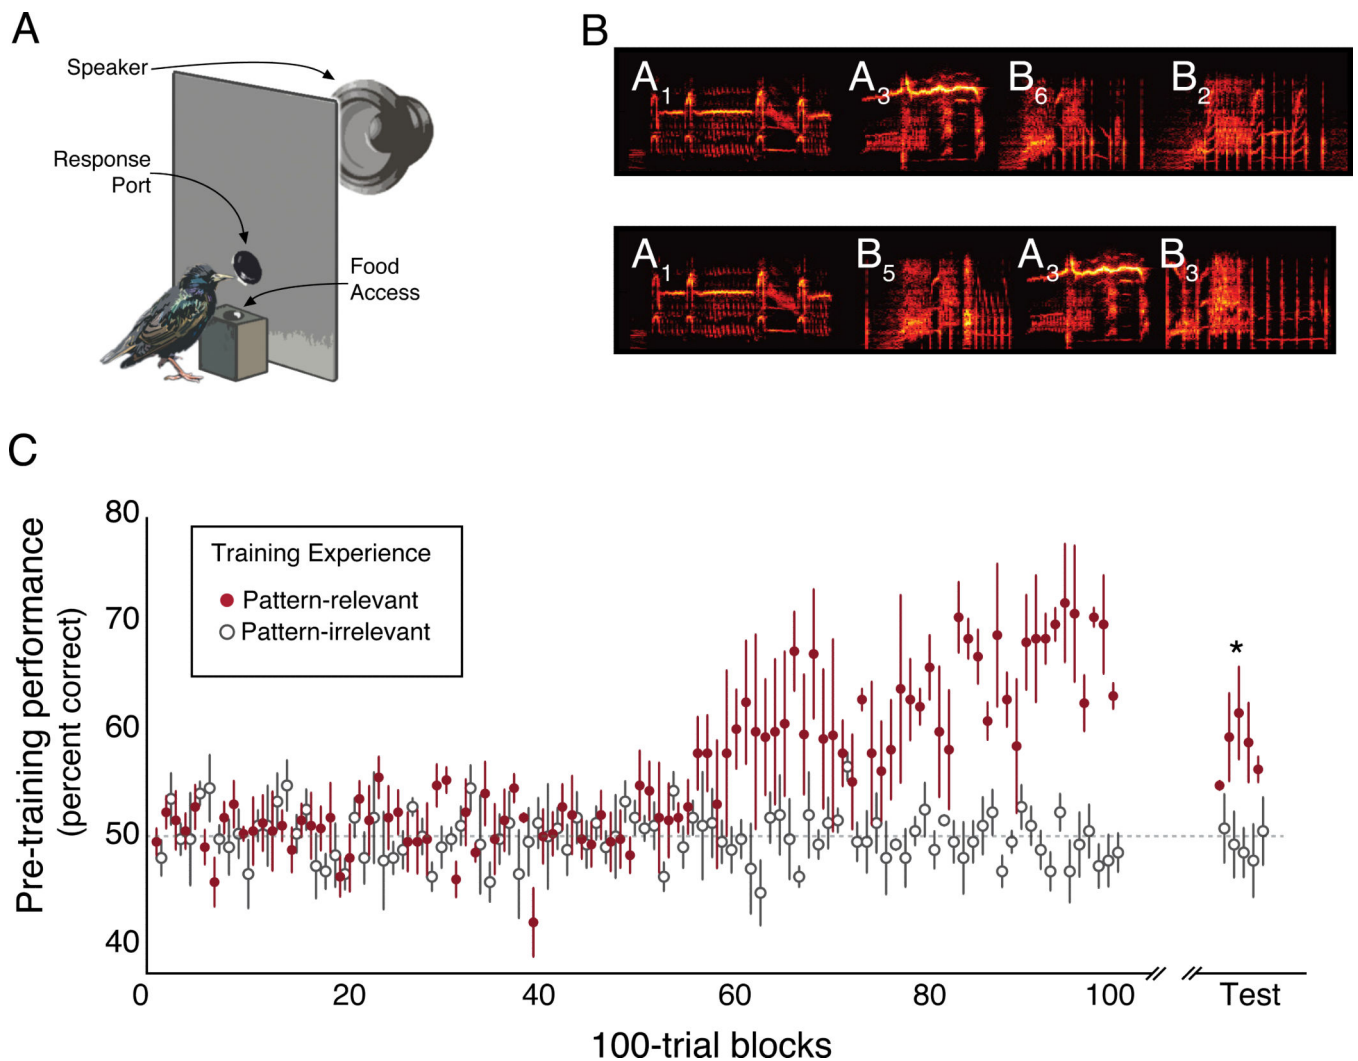 A
Speaker
Response
Port
Food
Access
B
A1 A3 B6 B2
A1 B5 A3 B3
C
Pre-training performance
(percent correct)
80
70
60
50
40
Training Experience
Pattern-relevant
Pattern-irrelevant
*
0 20 40 60 80 100 Test
100-trial blocks